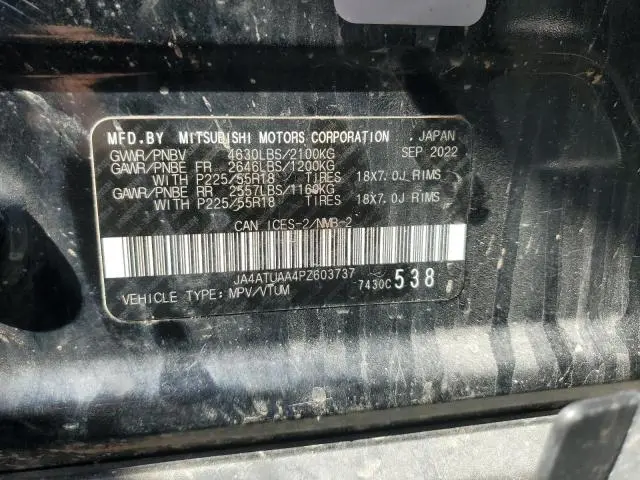 MFD.BY MITSUBISHI MOTORS CORPORATION . JAPAN
GVWR/PNBV 4630LBS/2100KG SEP 2022
GAWR/PNBE FR 2646LBS/1200KG
WITH P225/55R18 TIRES 18X7.0J RIMS
GAWR/PNBE RR 2557LBS/1160KG
WITH P225/55R18 TIRES 18X7.0J RIMS
CAN ICES-2/NMB-2
JA4ATUAA4PZ603737
VEHICLE TYPE: MPV/VTUM 7430C 538